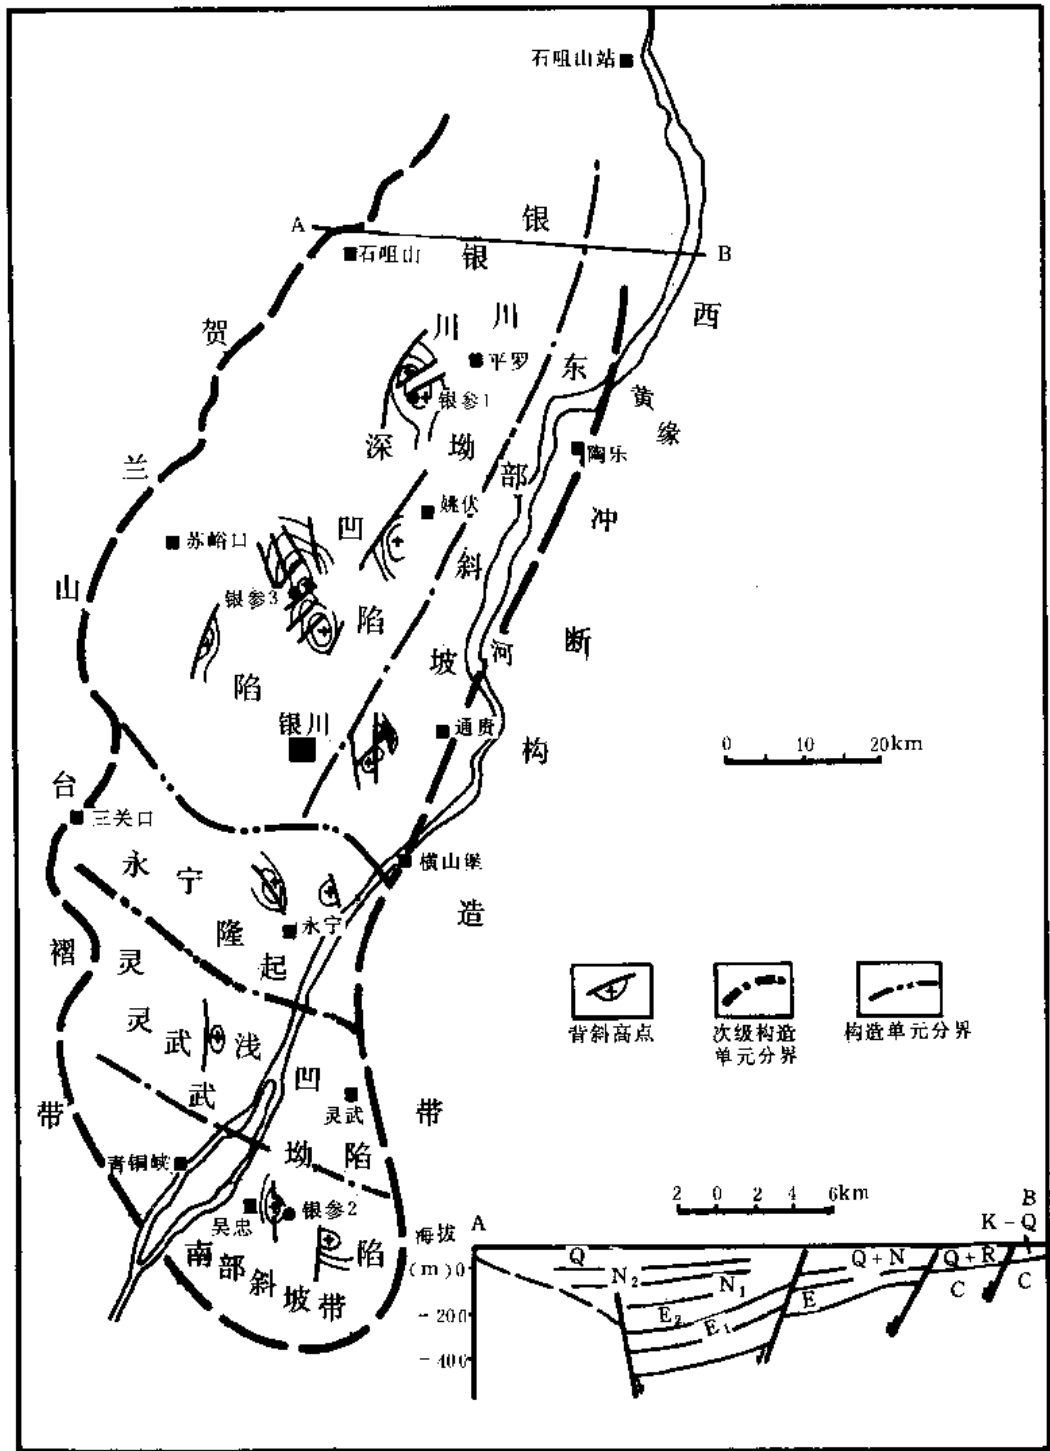 石咀山站
A
银
B
石咀山
银
西
贺
川
川
平罗
东
银参1
黄
缘
深
坳
陶乐
兰
部
姚伏
苏峪口
凹
冲
斜
山
银参3
陷
坡
河
断
陷
银川
通贵
构
0 10 20km
台
三关口
永
宁
横山堡
隆
永宁
造
褶
灵
起
灵
武
浅
背斜高点
次级构造
单元分界
构造单元分界
武
凹
带
灵武
带
青铜峡
坳
陷
吴忠
银参2
陷
南部斜坡带
2 0 2 4 6km
海拔
(m)
A
B
K-Q
Q
N₂
N₁
Q+N
Q+R
E₂
E₁
E
C
C
0
-200
-400